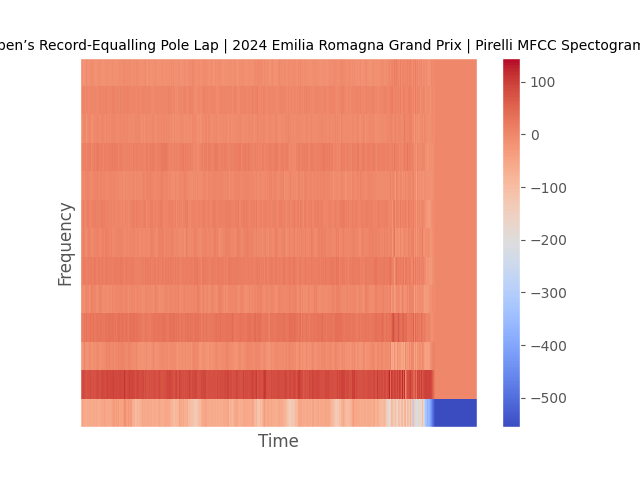 pen’s Record-Equalling Pole Lap | 2024 Emilia Romagna Grand Prix | Pirelli MFCC Spectogram
100
0
−100
−200
−300
−400
−500
Frequency
Time